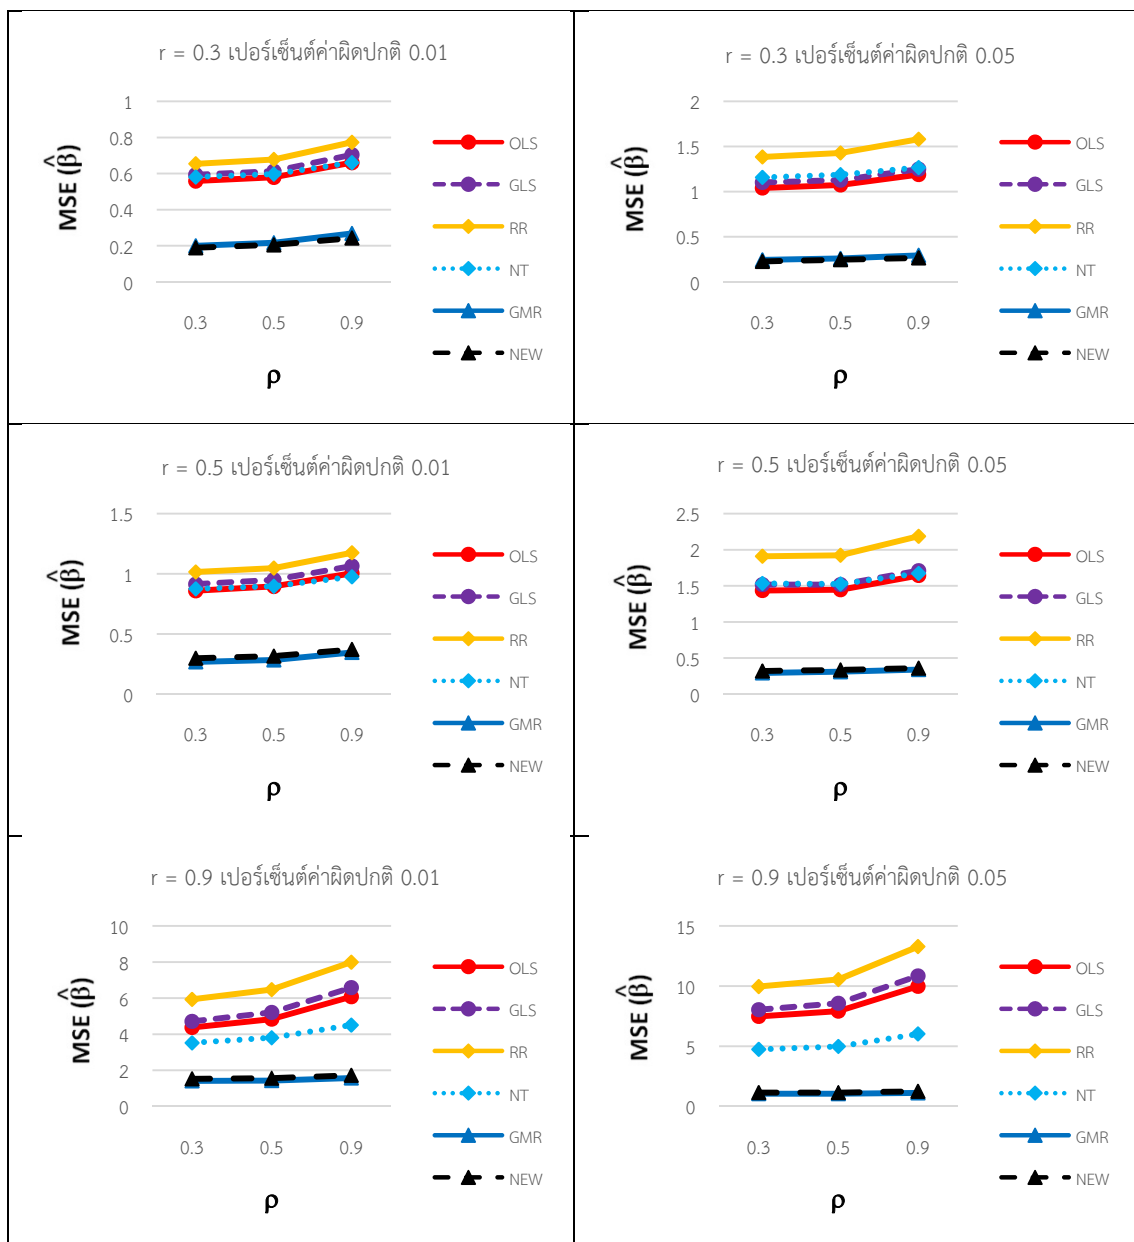 r = 0.3 เปอร์เซ็นต์ค่าผิดปกติ 0.01
MSE (β̂)
1
0.8
0.6
0.4
0.2
0
0.3 0.5 0.9
ρ
OLS
GLS
RR
NT
GMR
NEW
r = 0.3 เปอร์เซ็นต์ค่าผิดปกติ 0.05
MSE (β̂)
2
1.5
1
0.5
0
0.3 0.5 0.9
ρ
OLS
GLS
RR
NT
GMR
NEW
r = 0.5 เปอร์เซ็นต์ค่าผิดปกติ 0.01
MSE (β̂)
1.5
1
0.5
0
0.3 0.5 0.9
ρ
OLS
GLS
RR
NT
GMR
NEW
r = 0.5 เปอร์เซ็นต์ค่าผิดปกติ 0.05
MSE (β̂)
2.5
2
1.5
1
0.5
0
0.3 0.5 0.9
ρ
OLS
GLS
RR
NT
GMR
NEW
r = 0.9 เปอร์เซ็นต์ค่าผิดปกติ 0.01
MSE (β̂)
10
8
6
4
2
0
0.3 0.5 0.9
ρ
OLS
GLS
RR
NT
GMR
NEW
r = 0.9 เปอร์เซ็นต์ค่าผิดปกติ 0.05
MSE (β̂)
15
10
5
0
0.3 0.5 0.9
ρ
OLS
GLS
RR
NT
GMR
NEW